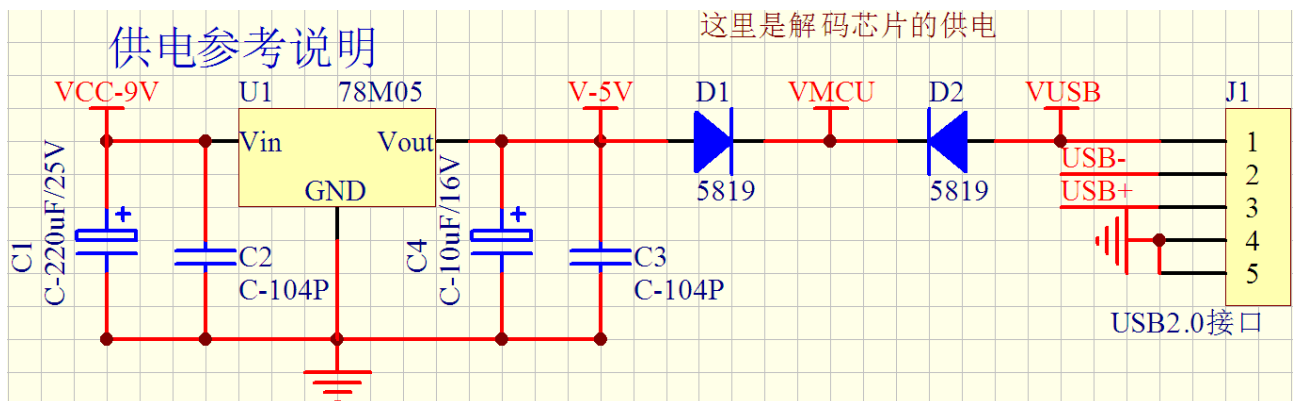 这里是解码芯片的供电
供电参考说明
VCC-9V
U1
78M05
V-5V
D1
VMCU
D2
VUSB
J1
Vin
Vout
GND
5819
5819
USB-
USB+
1
2
3
4
5
C1
C-220uF/25V
C2
C-104P
C4
C-10uF/16V
C3
C-104P
USB2.0接口